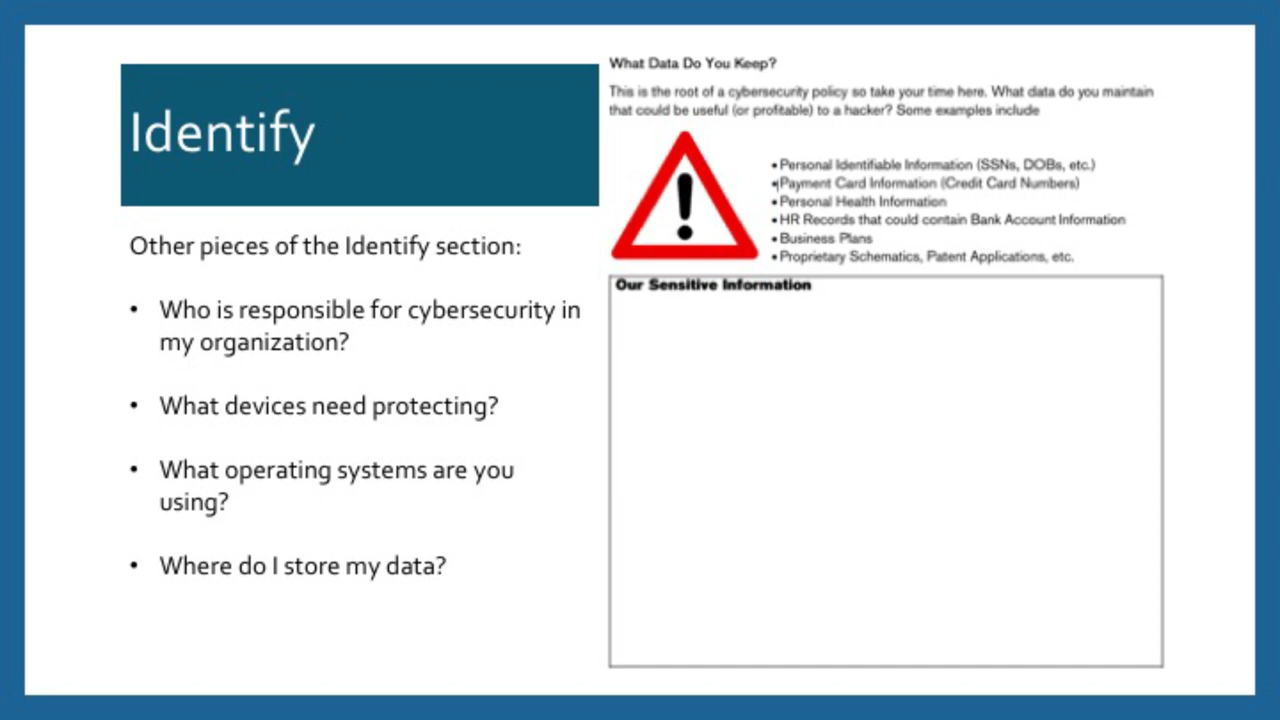 Identify
Other pieces of the Identify section:
• Who is responsible for cybersecurity in
my organization?
• What devices need protecting?
• What operating systems are you
using?
• Where do I store my data?
What Data Do You Keep?
This is the root of a cybersecurity policy so take your time here. What data do you maintain
that could be useful (or profitable) to a hacker? Some examples include
• Personal Identifiable Information (SSNs, DOBs, etc.)
• Payment Card Information (Credit Card Numbers)
• Personal Health Information
• HR Records that could contain Bank Account Information
• Business Plans
• Proprietary Schematics, Patent Applications, etc.
Our Sensitive Information